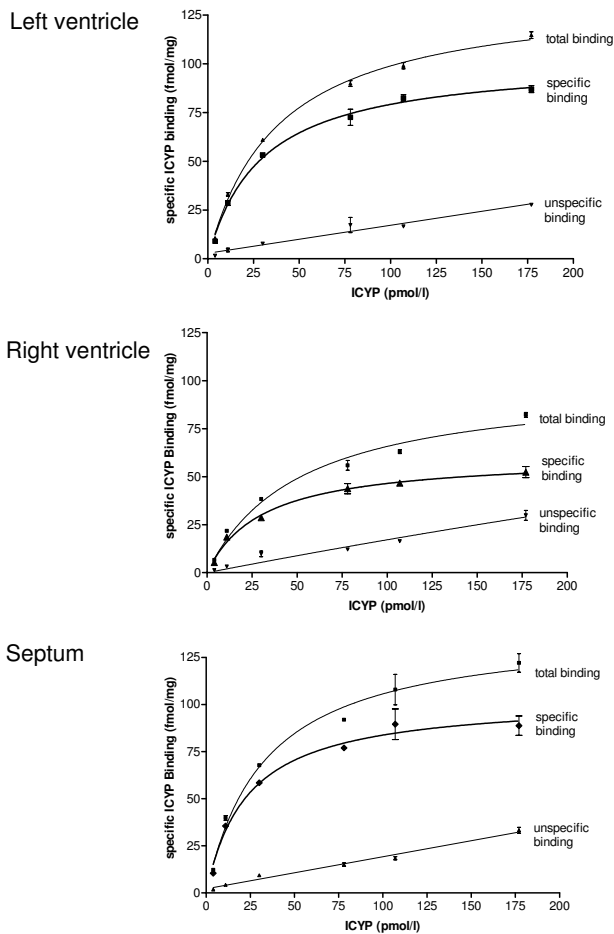 Left ventricle
specific ICYP binding (fmol/mg)
125
100
75
50
25
0
0 25 50 75 100 125 150 175 200
ICYP (pmol/l)
total binding
specific
binding
unspecific
binding
Right ventricle
specific ICYP Binding (fmol/mg)
125
100
75
50
25
0
0 25 50 75 100 125 150 175 200
ICYP (pmol/l)
total binding
specific
binding
unspecific
binding
Septum
specific ICYP Binding (fmol/mg)
125
100
75
50
25
0
0 25 50 75 100 125 150 175 200
ICYP (pmol/l)
total binding
specific
binding
unspecific
binding